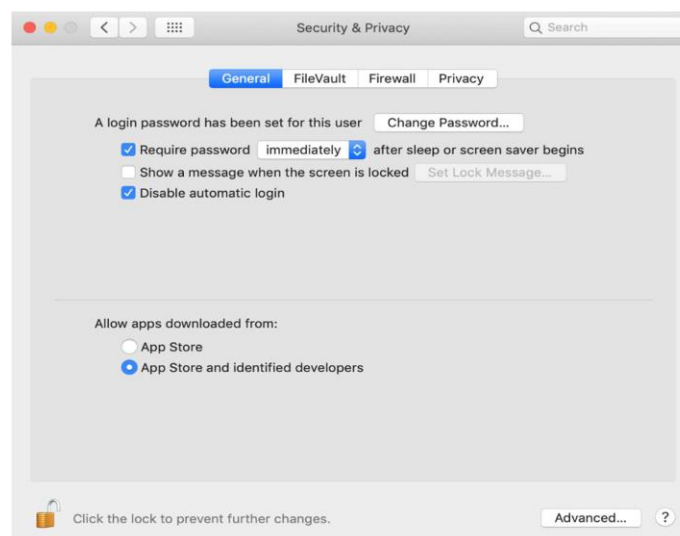 Security & Privacy
Search
General FileVault Firewall Privacy
A login password has been set for this user Change Password...
Require password immediately after sleep or screen saver begins
Show a message when the screen is locked Set Lock Message...
Disable automatic login
Allow apps downloaded from:
App Store
App Store and identified developers
Click the lock to prevent further changes.
Advanced... ?